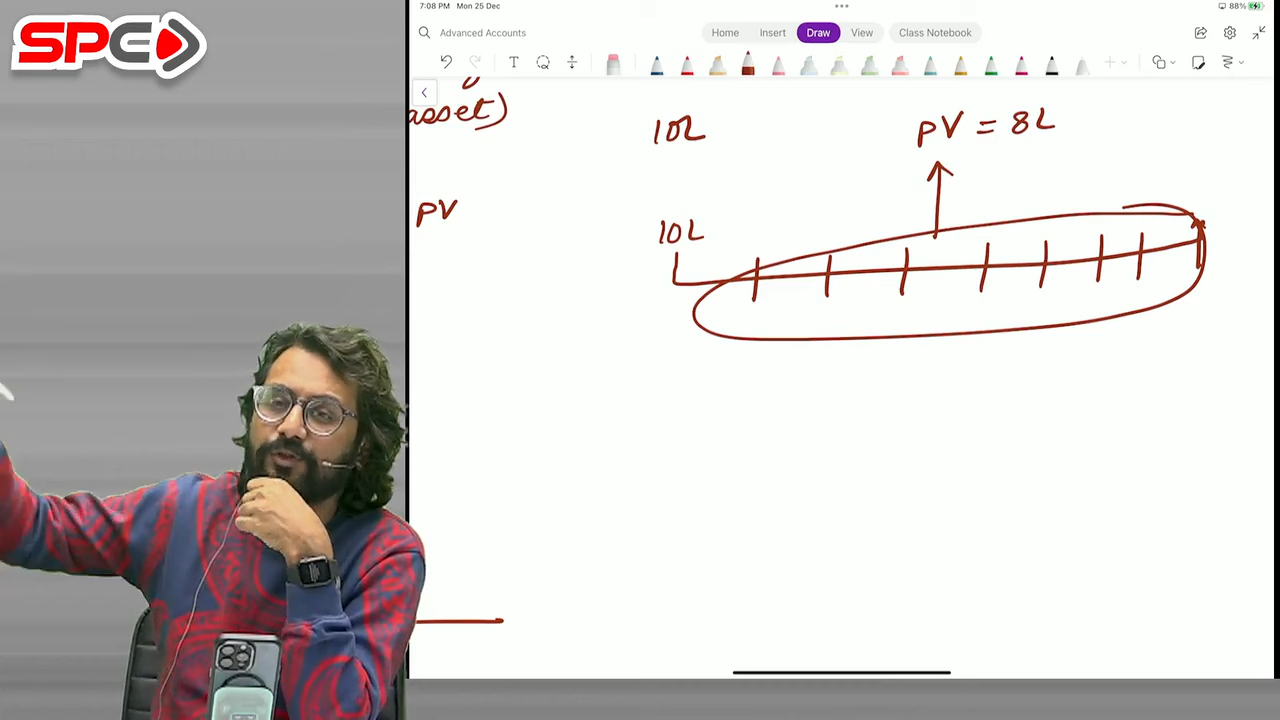 SPC
7:08 PM Mon 25 Dec
88%
Advanced Accounts
Home Insert Draw View Class Notebook
asset)
10L PV = 8L
PV
10L